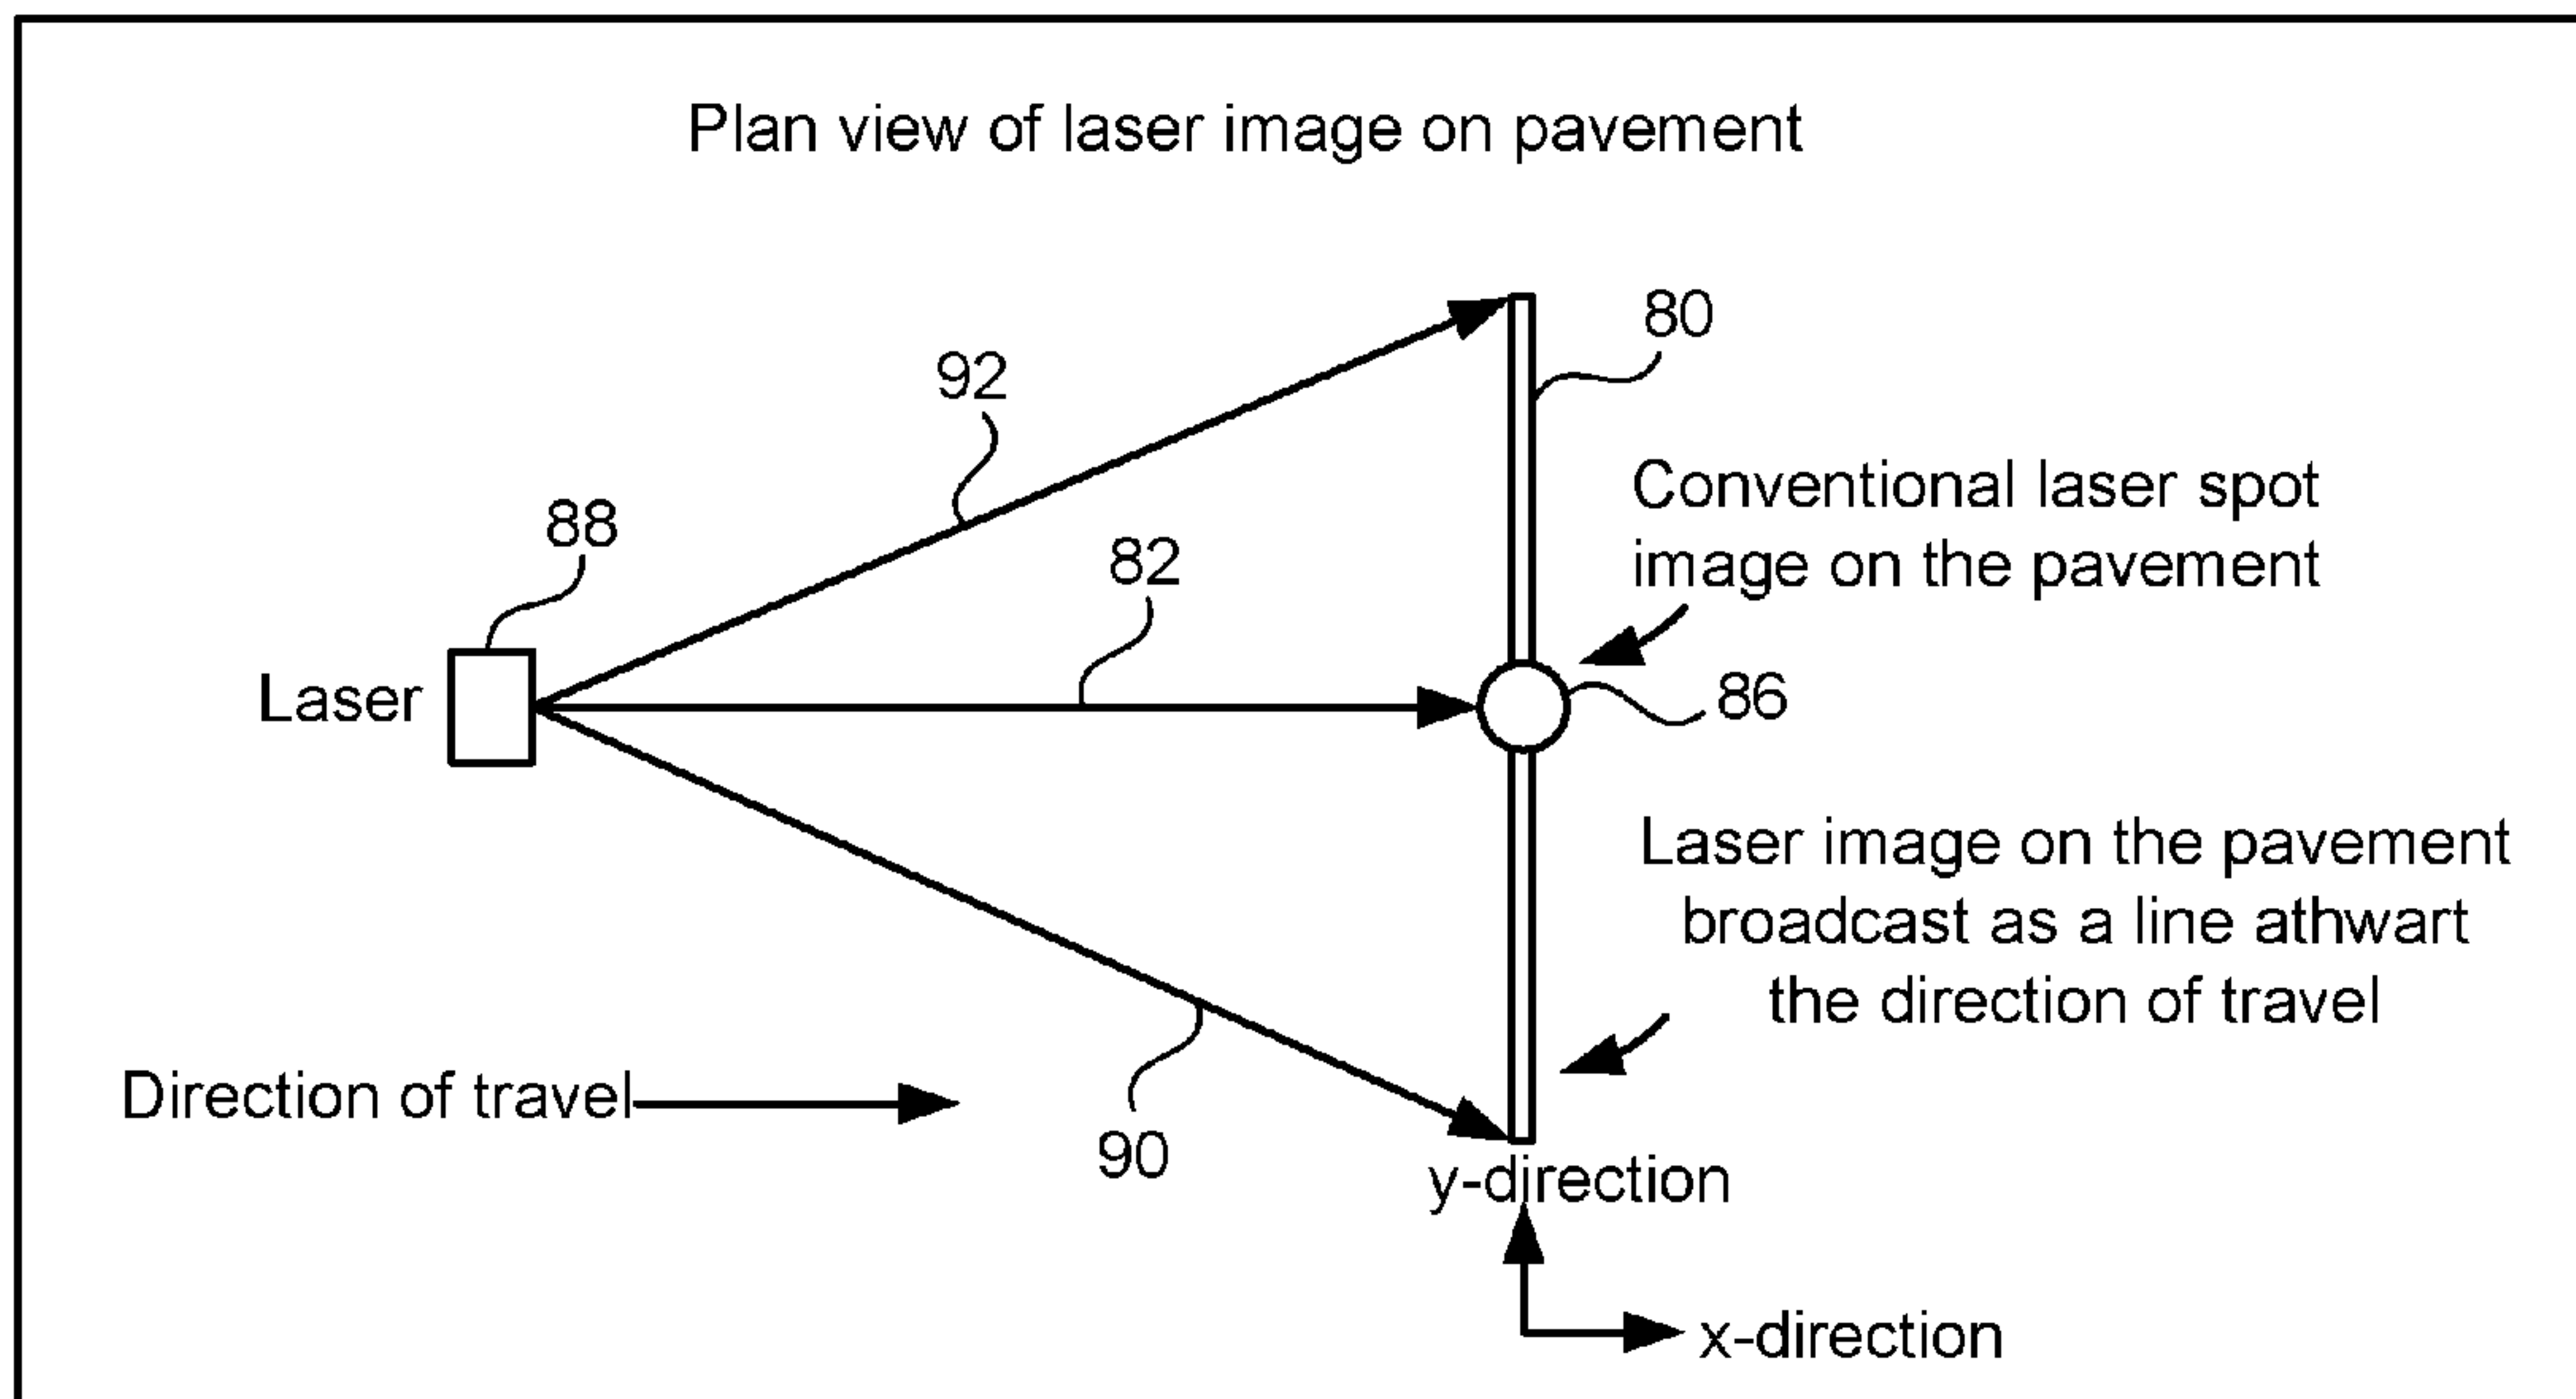 Plan view of laser image on pavement
80
92
Conventional laser spot
image on the pavement
88
82
Laser
86
Laser image on the pavement
broadcast as a line athwart
the direction of travel
Direction of travel
90
y-direction
x-direction